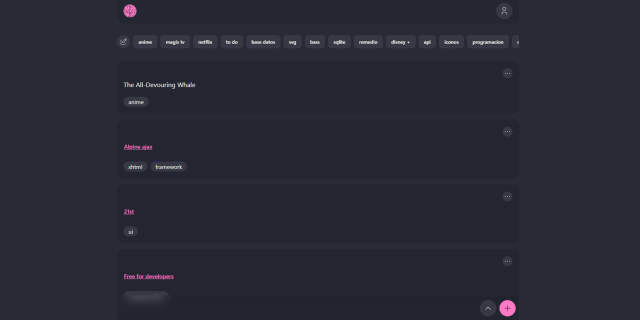 anime magis tv netflix to do base datos svg base sqlite remedio disney + api iconos programacion
The All-Devouring Whale
anime
Alpine ajax
xhtml framework
21st
ui
Free for developers